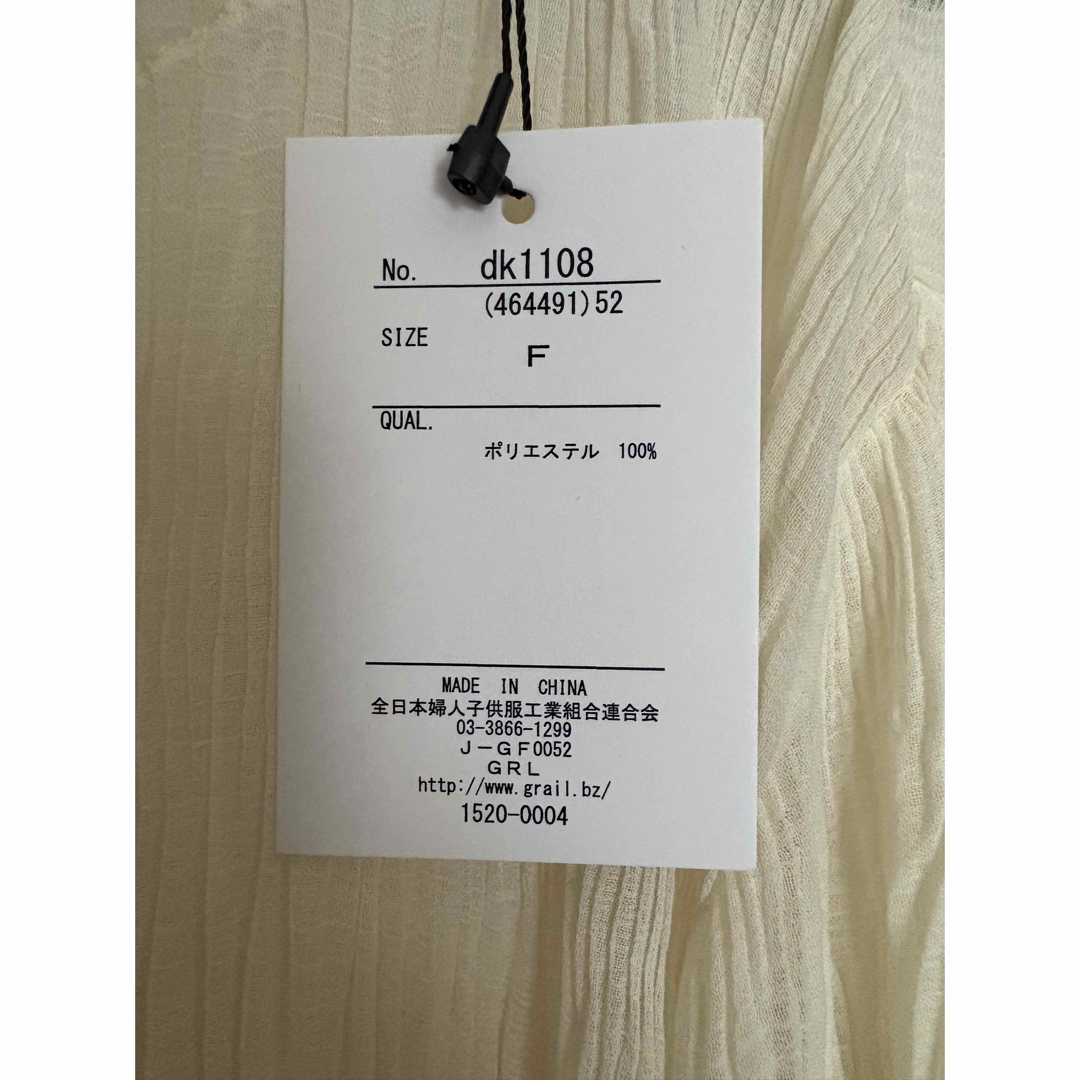 No. dk1108
(464491)52
SIZE
F
QUAL.
ポリエステル 100%
MADE IN CHINA
全日本婦人子供服工業組合連合会
03-3866-1299
J－GF0052
GRL
http://www.grail.bz/
1520-0004